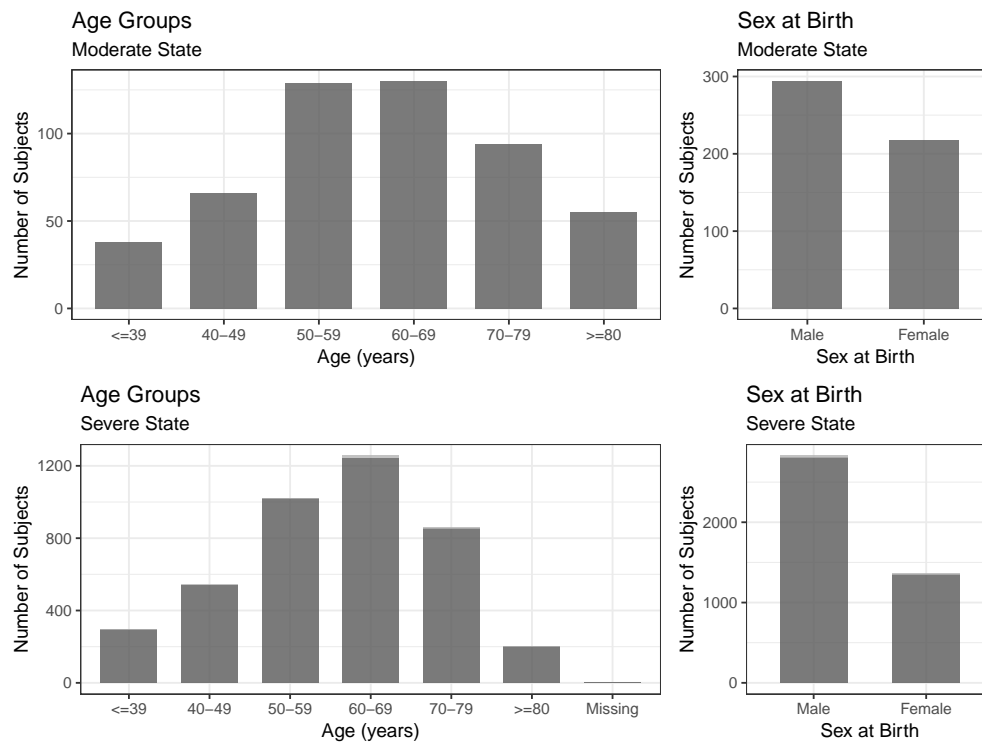 Age Groups
Moderate State
Number of Subjects
100
50
0
<=39 40−49 50−59 60−69 70−79 >=80
Age (years)
Sex at Birth
Moderate State
Number of Subjects
300
200
100
0
Male Female
Sex at Birth
Age Groups
Severe State
Number of Subjects
1200
800
400
0
<=39 40−49 50−59 60−69 70−79 >=80 Missing
Age (years)
Sex at Birth
Severe State
Number of Subjects
2000
1000
0
Male Female
Sex at Birth